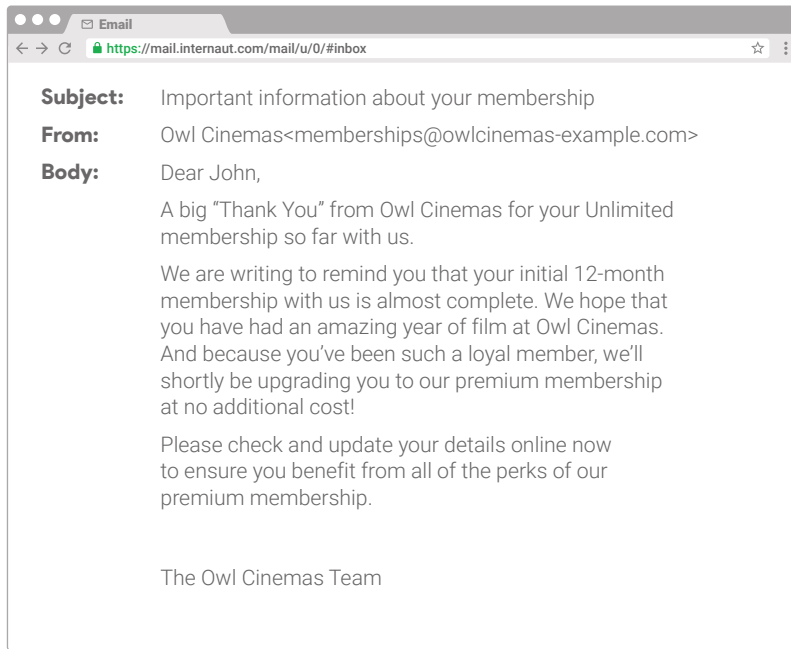 Email
https://mail.internaut.com/mail/u/0/#inbox
Subject: Important information about your membership
From: Owl Cinemas<memberships@owlcinemas-example.com>
Body: Dear John,
A big “Thank You” from Owl Cinemas for your Unlimited
membership so far with us.
We are writing to remind you that your initial 12-month
membership with us is almost complete. We hope that
you have had an amazing year of film at Owl Cinemas.
And because you’ve been such a loyal member, we’ll
shortly be upgrading you to our premium membership
at no additional cost!
Please check and update your details online now
to ensure you benefit from all of the perks of our
premium membership.
The Owl Cinemas Team